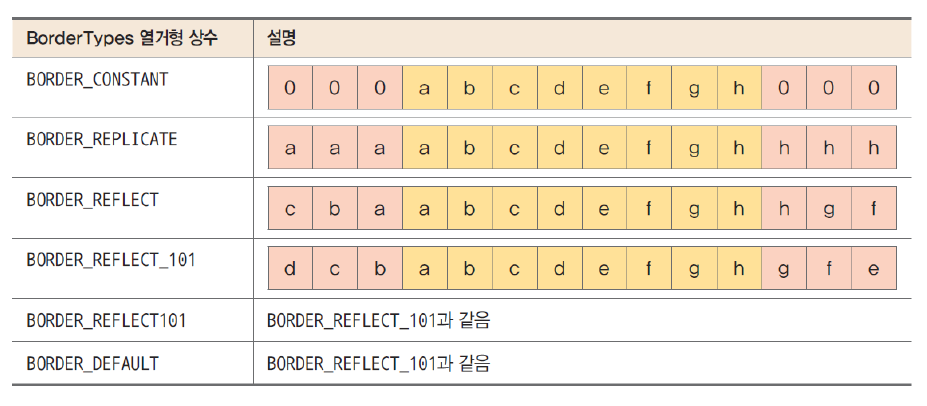 BorderTypes 열거형 상수 설명
BORDER_CONSTANT 0 0 0 a b c d e f g h 0 0 0
BORDER_REPLICATE a a a a b c d e f g h h h h
BORDER_REFLECT c b a a b c d e f g h h g f
BORDER_REFLECT_101 d c b a b c d e f g h g f e
BORDER_REFLECT101 BORDER_REFLECT_101과 같음
BORDER_DEFAULT BORDER_REFLECT_101과 같음